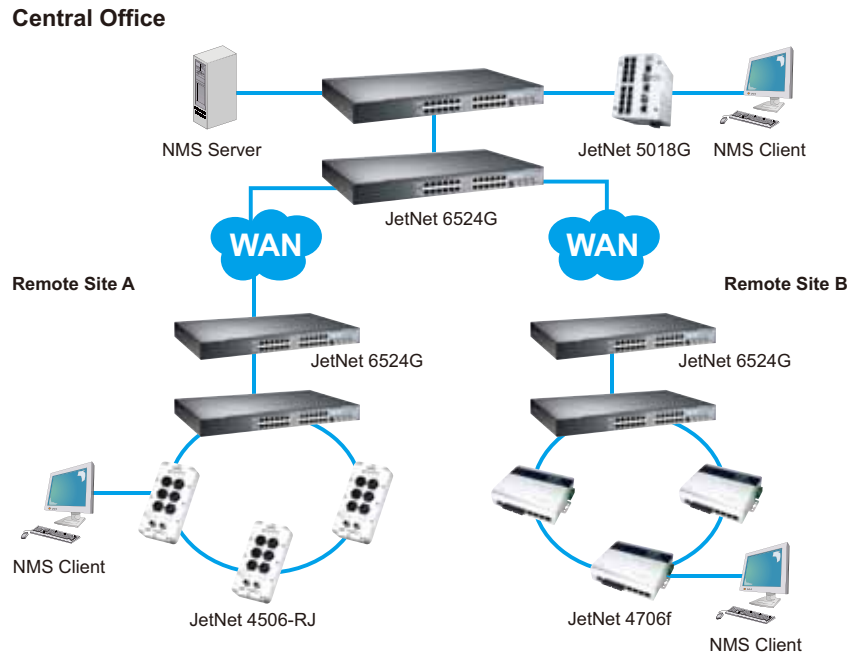 Central Office
NMS Server
JetNet 5018G
NMS Client
JetNet 6524G
WAN
WAN
Remote Site A
Remote Site B
JetNet 6524G
JetNet 6524G
NMS Client
JetNet 4506-RJ
JetNet 4706f
NMS Client